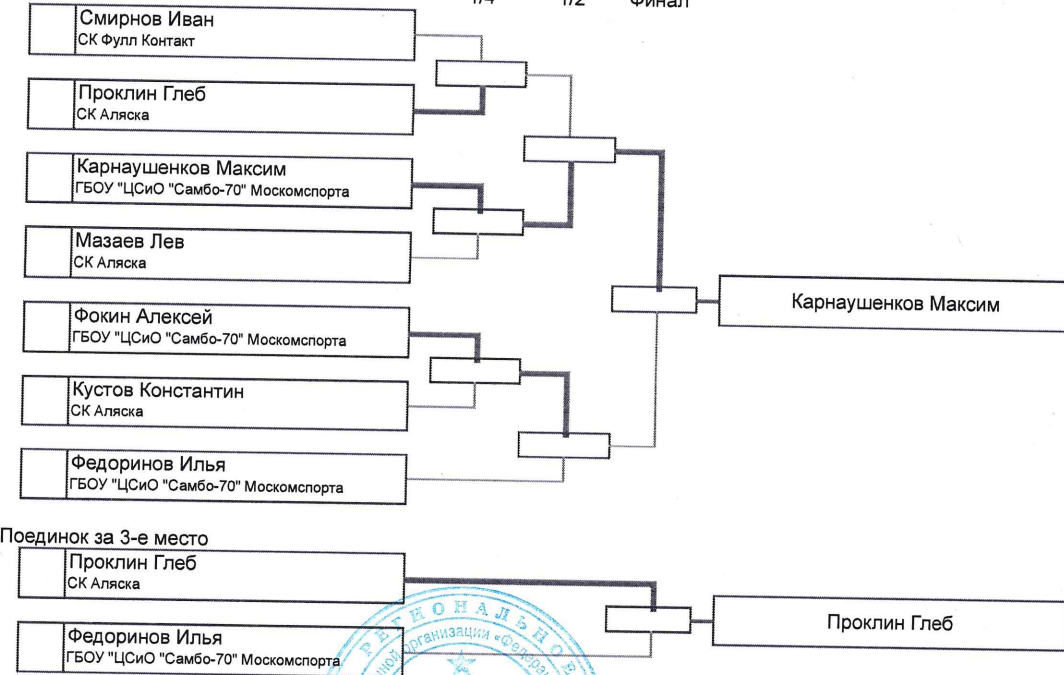 1/4 1/2 Финал
Смирнов Иван
СК Фулл Контакт
Проклин Глеб
СК Аляска
Карнаушенков Максим
ГБОУ "ЦСиО "Самбо-70" Москомспорта
Мазаев Лев
СК Аляска
Фокин Алексей
ГБОУ "ЦСиО "Самбо-70" Москомспорта
Карнаушенков Максим
Кустов Константин
СК Аляска
Федоринов Илья
ГБОУ "ЦСиО "Самбо-70" Москомспорта
Поединок за 3-е место
Проклин Глеб
СК Аляска
Проклин Глеб
Федоринов Илья
ГБОУ "ЦСиО "Самбо-70" Москомспорта
РЕГИОНАЛЬНОЕ
организации